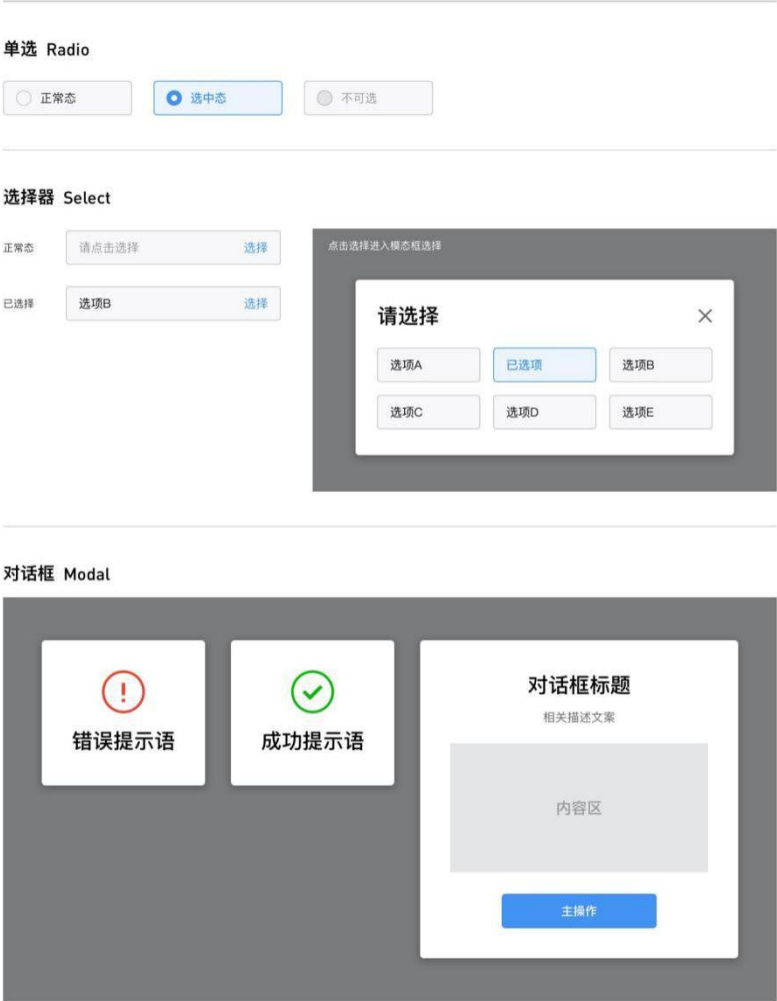 单选 Radio
正常态 选中态 不可选
选择器 Select
正常态 请点击选择 选择
已选择 选项B 选择
点击选择进入模态框选择
请选择
选项A 已选项 选项B
选项C 选项D 选项E
对话框 Modal
错误提示语
成功提示语
对话框标题
相关描述文案
内容区
主操作